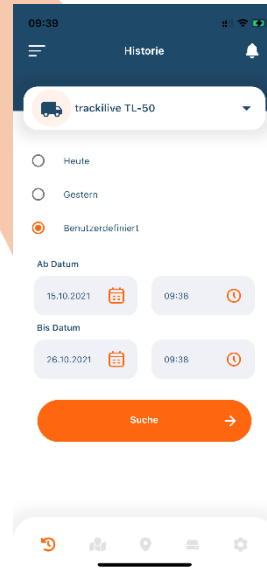 09:39
Historie
trackilive TL-50
Heute
Gestern
Benutzerdefiniert
Ab Datum
15.10.2021 09:38
Bis Datum
26.10.2021 09:38
Suche